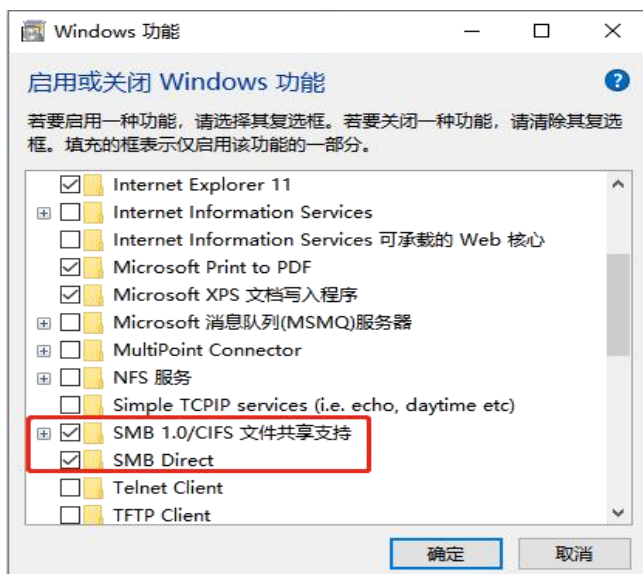 Windows 功能
启用或关闭 Windows 功能
若要启用一种功能，请选择其复选框。若要关闭一种功能，请清除其复选
框。填充的框表示仅启用该功能的一部分。
Internet Explorer 11
Internet Information Services
Internet Information Services 可承载的 Web 核心
Microsoft Print to PDF
Microsoft XPS 文档写入程序
Microsoft 消息队列(MSMQ)服务器
MultiPoint Connector
NFS 服务
Simple TCPIP services (i.e. echo, daytime etc)
SMB 1.0/CIFS 文件共享支持
SMB Direct
Telnet Client
TFTP Client
确定
取消